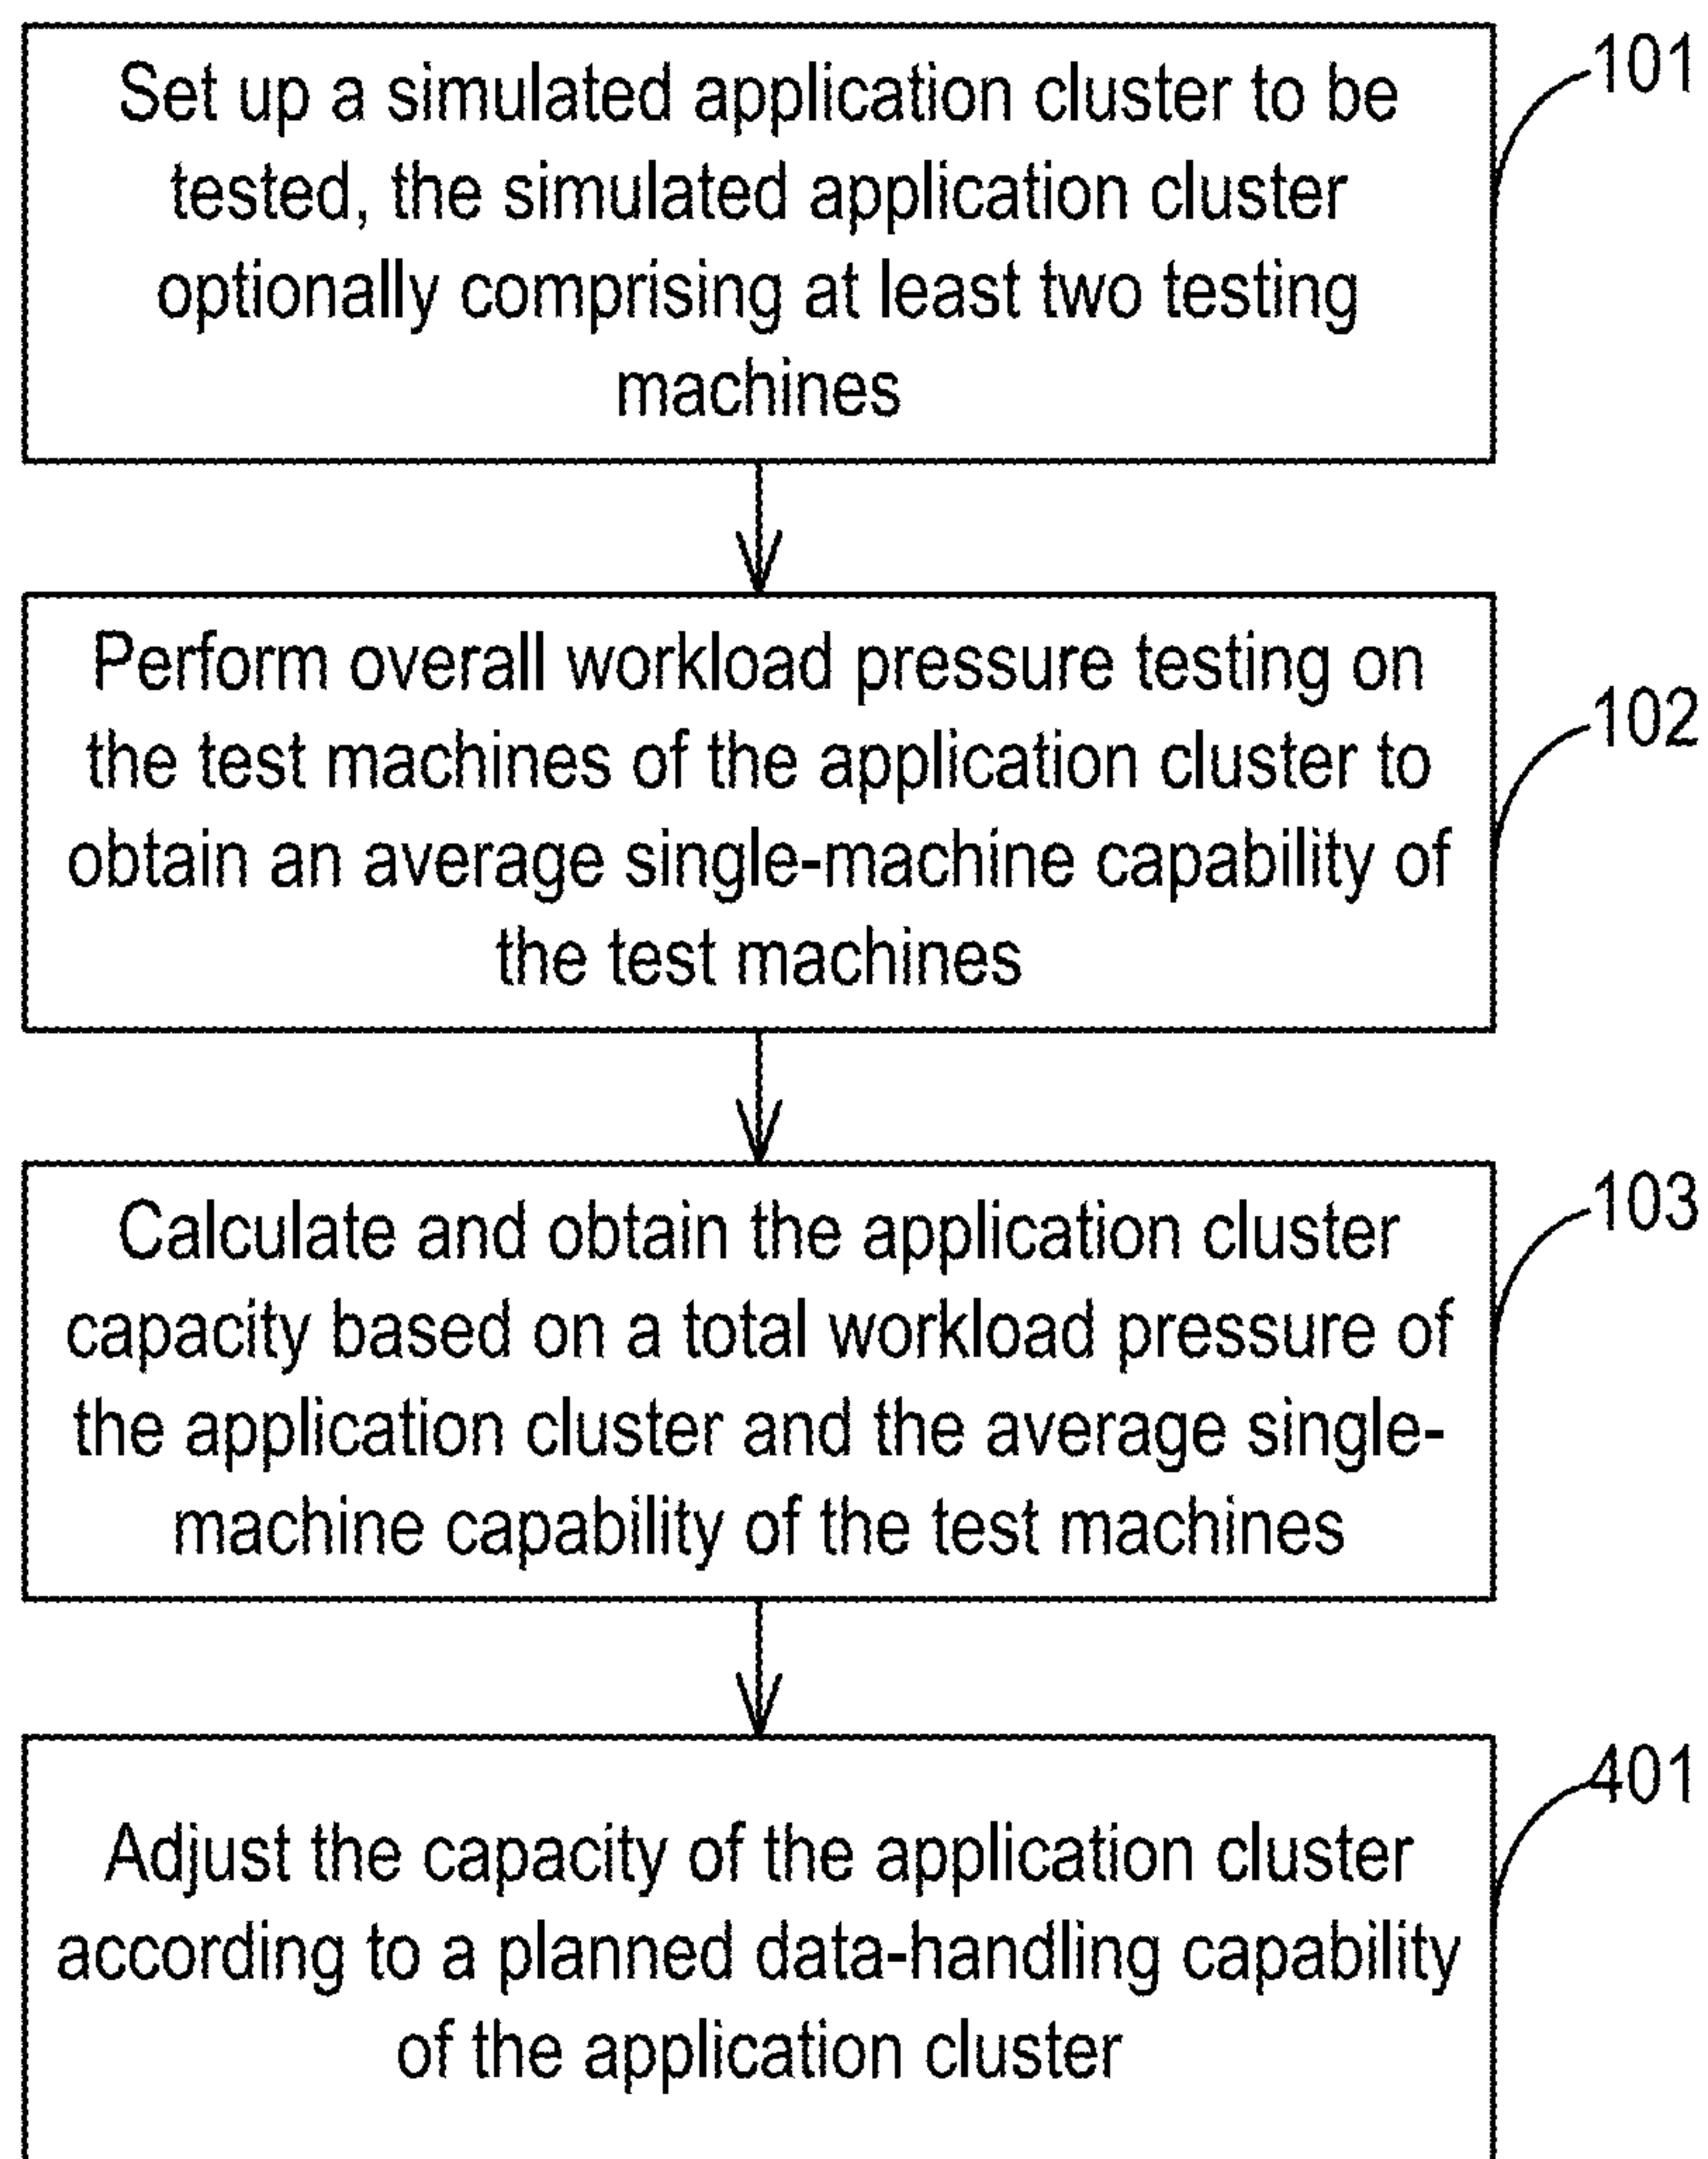 Set up a simulated application cluster to be
tested, the simulated application cluster
optionally comprising at least two testing
machines
101
Perform overall workload pressure testing on
the test machines of the application cluster to
obtain an average single-machine capability of
the test machines
102
Calculate and obtain the application cluster
capacity based on a total workload pressure of
the application cluster and the average single-
machine capability of the test machines
103
Adjust the capacity of the application cluster
according to a planned data-handling capability
of the application cluster
401